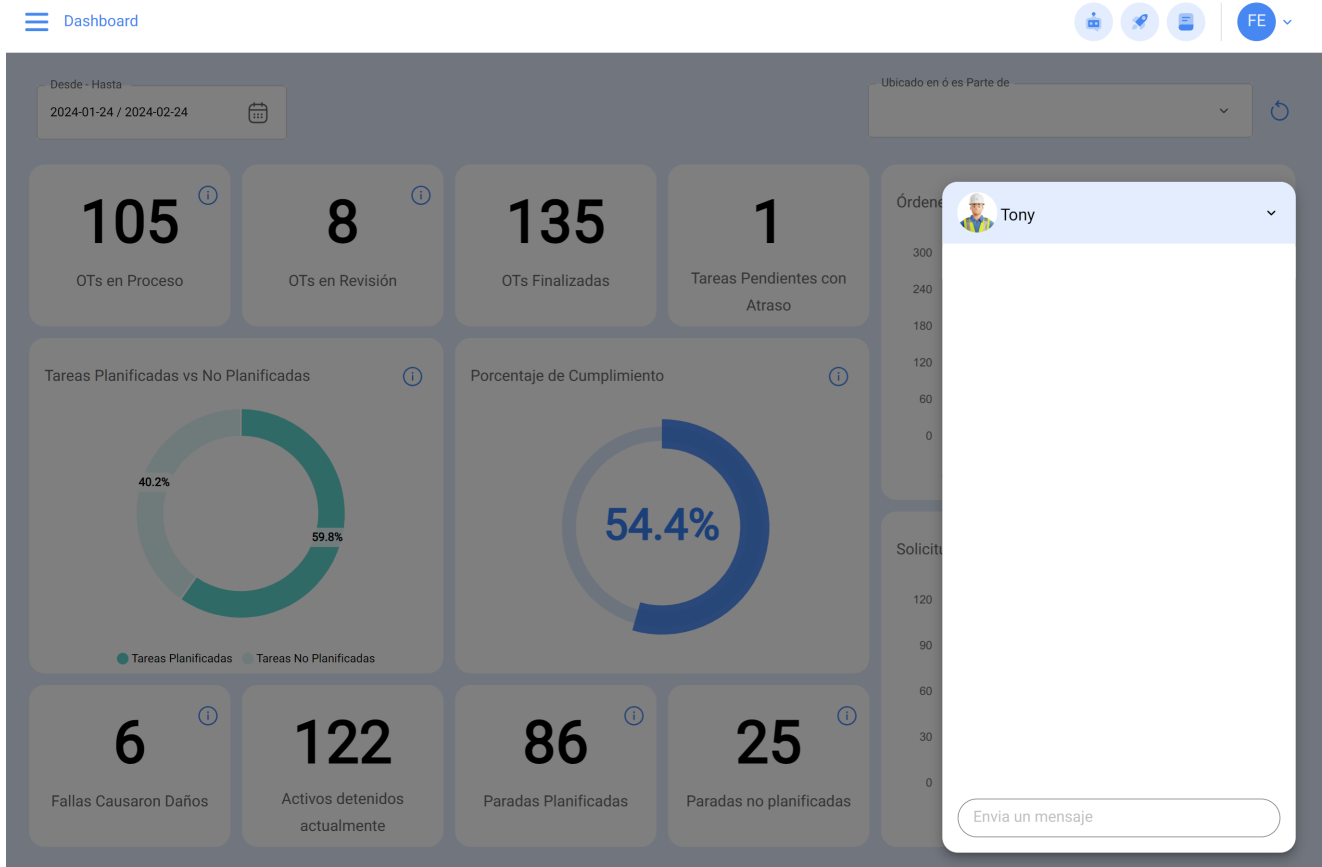 Dashboard
FE
Desde - Hasta
2024-01-24 / 2024-02-24
Ubicado en ó es Parte de
105
OTs en Proceso
8
OTs en Revisión
135
OTs Finalizadas
1
Tareas Pendientes con
Atraso
Tareas Planificadas vs No Planificadas
40.2%
59.8%
Tareas Planificadas
Tareas No Planificadas
Porcentaje de Cumplimiento
54.4%
6
Fallas Causaron Daños
122
Activos detenidos
actualmente
86
Paradas Planificadas
25
Paradas no planificadas
300
240
180
120
60
0
120
90
60
30
0
Tony
Envia un mensaje